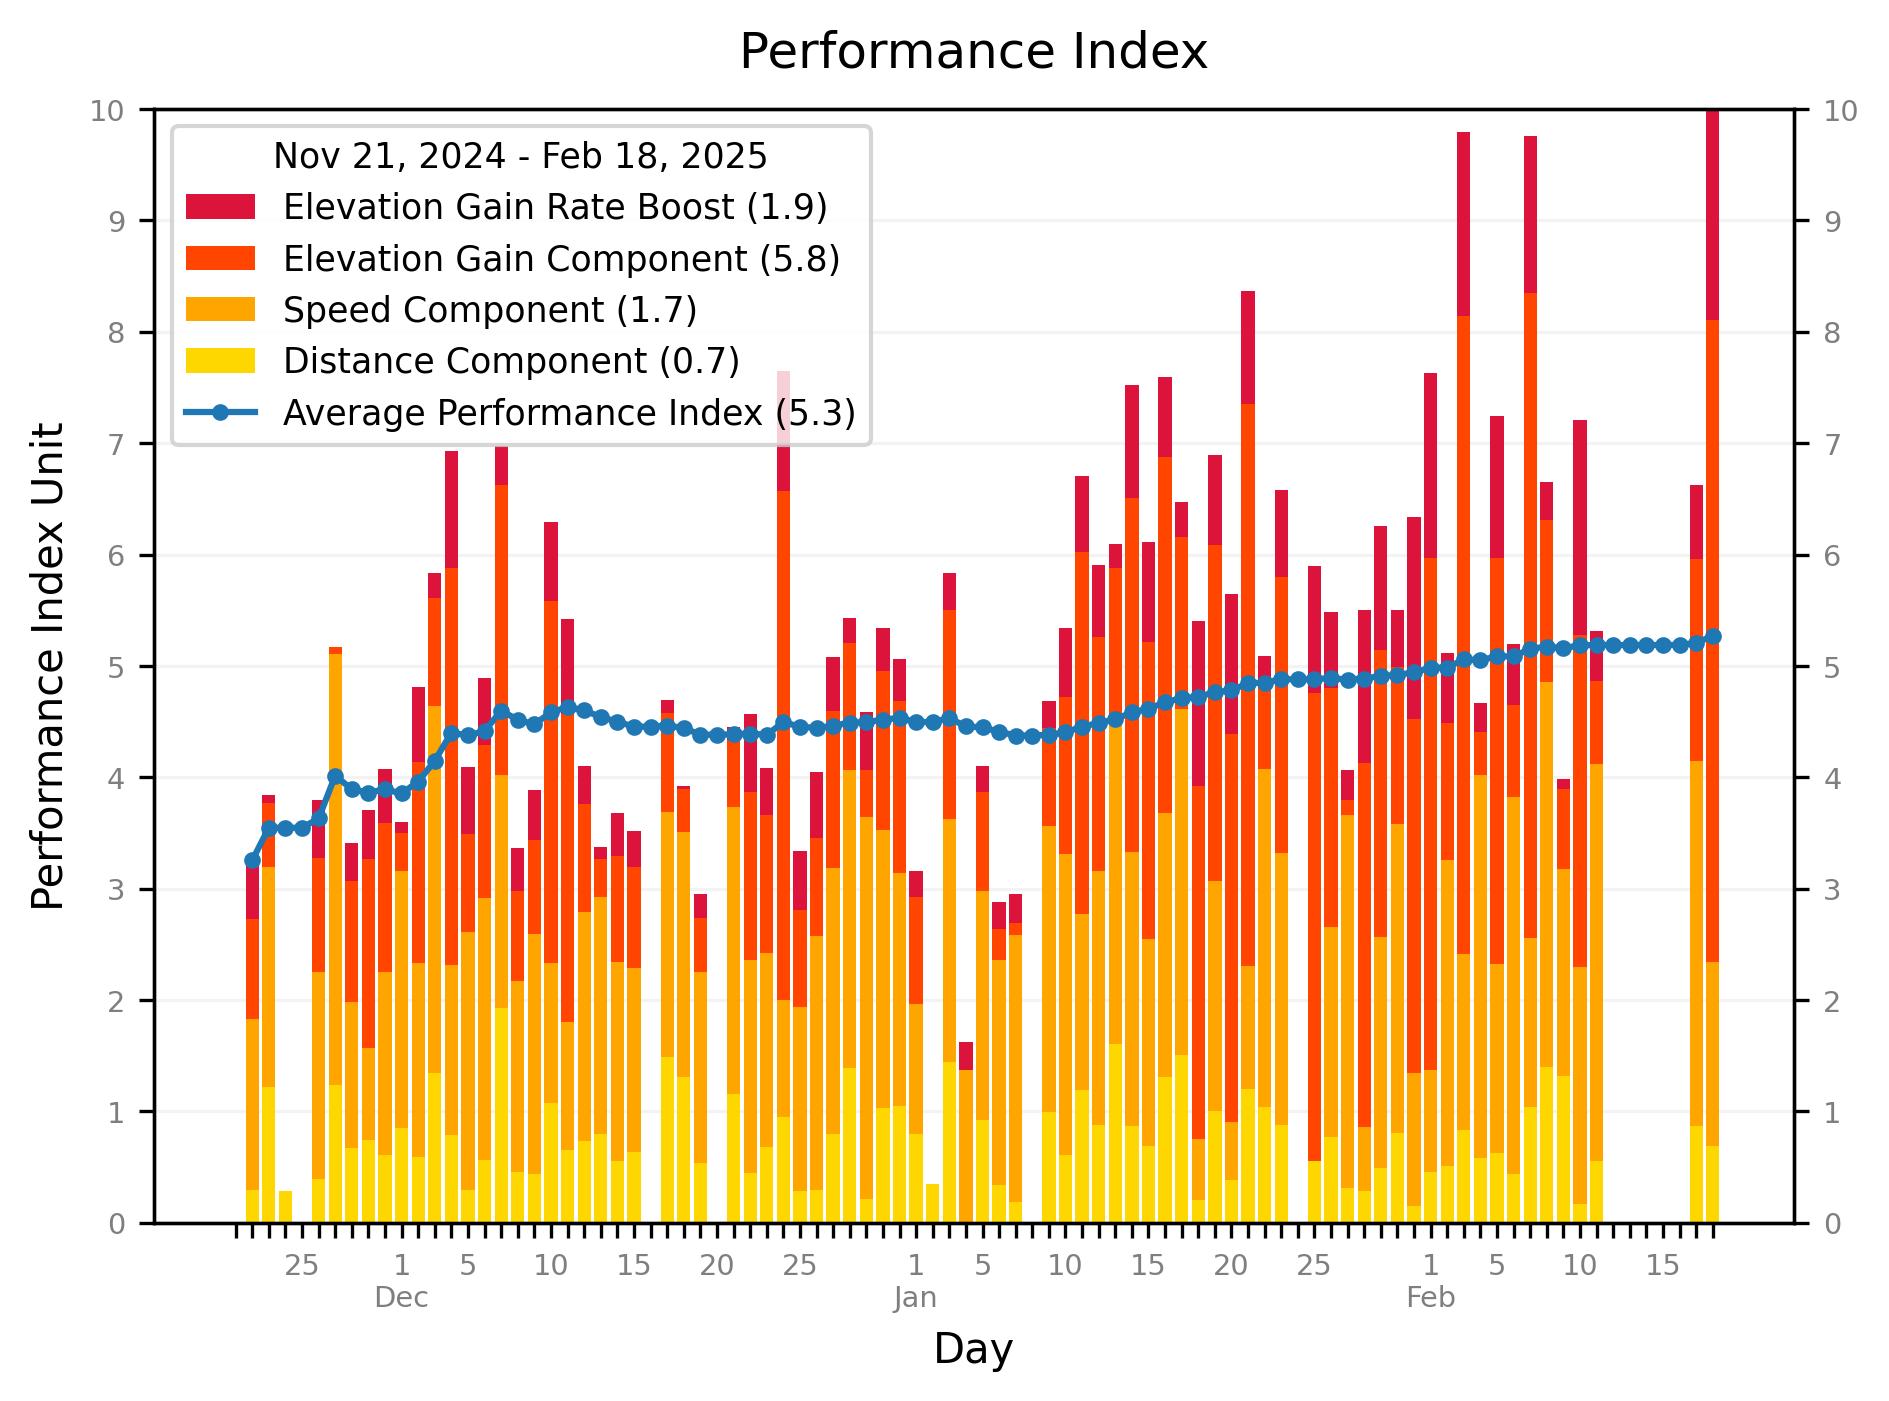 Performance Index
Nov 21, 2024 - Feb 18, 2025
Elevation Gain Rate Boost (1.9)
Elevation Gain Component (5.8)
Speed Component (1.7)
Distance Component (0.7)
Average Performance Index (5.3)
Performance Index Unit
10 10
9 9
8 8
7 7
6 6
5 5
4 4
3 3
2 2
1 1
0 0
25 1 5 10 15 20 25 1 5 10 15 20 25 1 5 10 15
Dec Jan Feb
Day